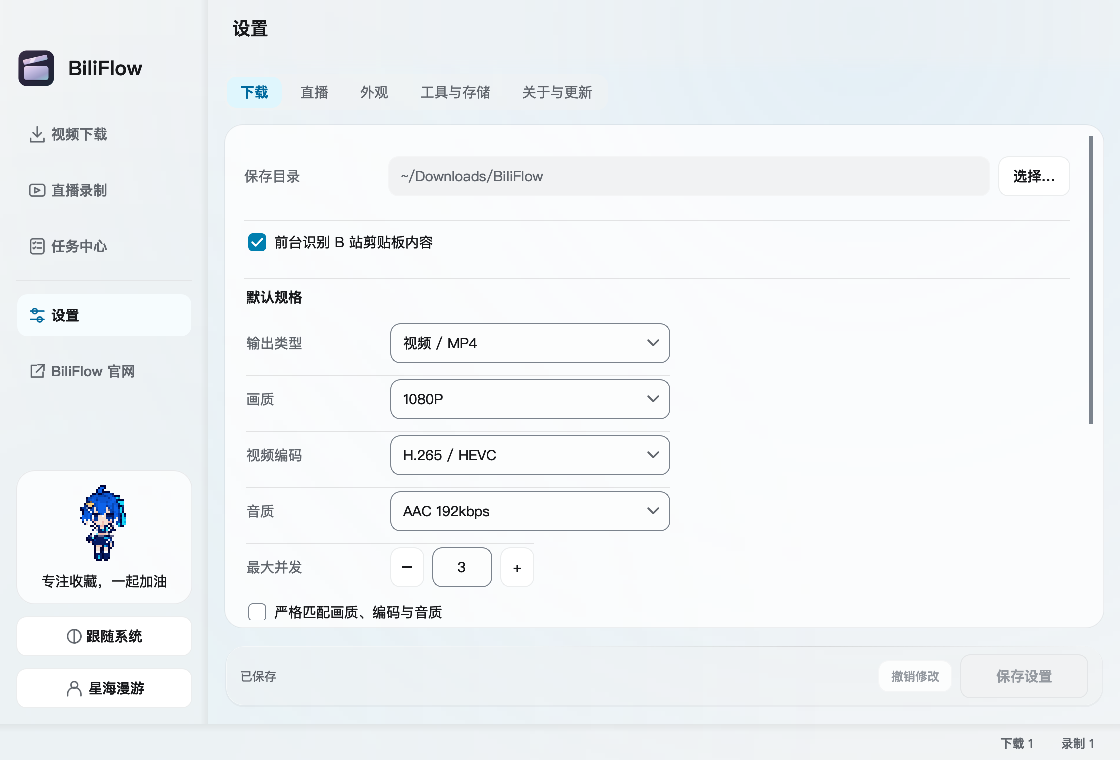 设置
BiliFlow
视频下载
直播录制
任务中心
设置
BiliFlow 官网
专注收藏，一起加油
跟随系统
星海漫游
下载 直播 外观 工具与存储 关于与更新
保存目录 ~/Downloads/BiliFlow 选择...
前台识别 B 站剪贴板内容
默认规格
输出类型 视频 / MP4
画质 1080P
视频编码 H.265 / HEVC
音质 AAC 192kbps
最大并发 − 3 +
严格匹配画质、编码与音质
已保存 撤销修改 保存设置
下载 1 录制 1